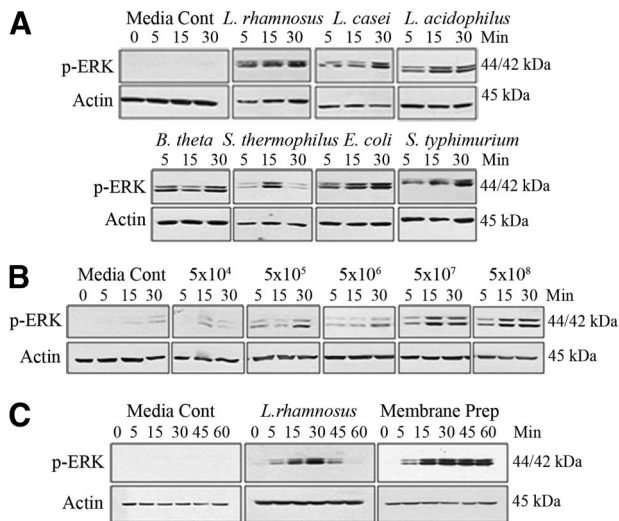 A
Media Cont L. rhamnosus L. casei L. acidophilus
0 5 15 30 5 15 30 5 15 30 5 15 30 Min
p-ERK 44/42 kDa
Actin 45 kDa
B. theta S. thermophilus E. coli S. typhimurium
5 15 30 5 15 30 5 15 30 5 15 30 Min
p-ERK 44/42 kDa
Actin 45 kDa
B
Media Cont 5x10⁴ 5x10⁵ 5x10⁶ 5x10⁷ 5x10⁸
0 5 15 30 5 15 30 5 15 30 5 15 30 5 15 30 5 15 30 Min
p-ERK 44/42 kDa
Actin 45 kDa
C
Media Cont L.rhamnosus Membrane Prep
0 5 15 30 45 60 0 5 15 30 45 60 0 5 15 30 45 60 Min
p-ERK 44/42 kDa
Actin 45 kDa